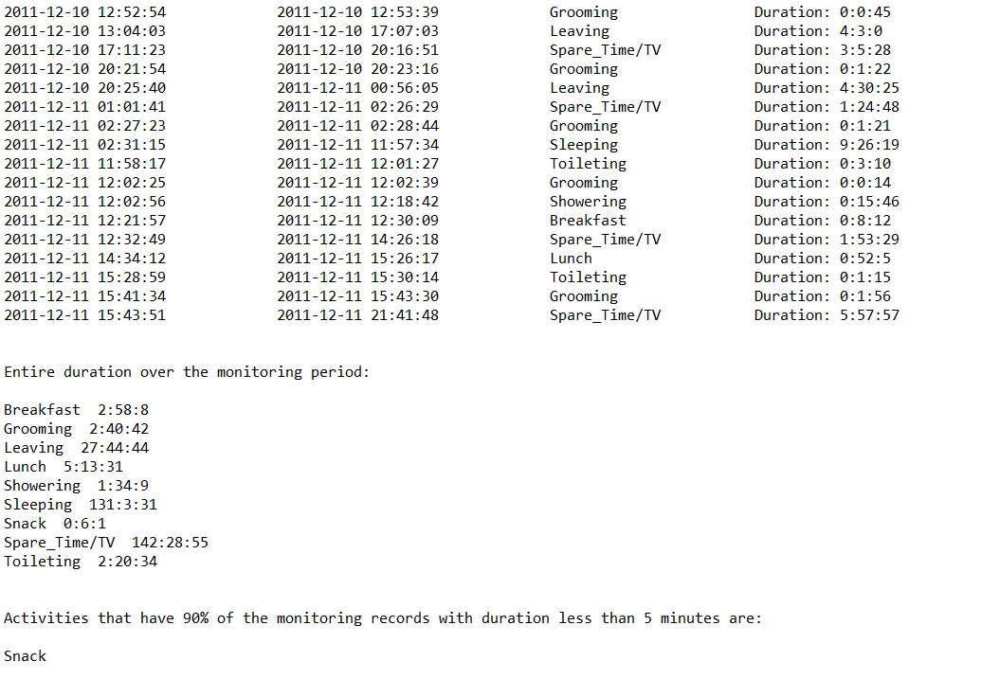 2011-12-10 12:52:54 2011-12-10 12:53:39 Grooming Duration: 0:0:45
2011-12-10 13:04:03 2011-12-10 17:07:03 Leaving Duration: 4:3:0
2011-12-10 17:11:23 2011-12-10 20:16:51 Spare_Time/TV Duration: 3:5:28
2011-12-10 20:21:54 2011-12-10 20:23:16 Grooming Duration: 0:1:22
2011-12-10 20:25:40 2011-12-11 00:56:05 Leaving Duration: 4:30:25
2011-12-11 01:01:41 2011-12-11 02:26:29 Spare_Time/TV Duration: 1:24:48
2011-12-11 02:27:23 2011-12-11 02:28:44 Grooming Duration: 0:1:21
2011-12-11 02:31:15 2011-12-11 11:57:34 Sleeping Duration: 9:26:19
2011-12-11 11:58:17 2011-12-11 12:01:27 Toileting Duration: 0:3:10
2011-12-11 12:02:25 2011-12-11 12:02:39 Grooming Duration: 0:0:14
2011-12-11 12:02:56 2011-12-11 12:18:42 Showering Duration: 0:15:46
2011-12-11 12:21:57 2011-12-11 12:30:09 Breakfast Duration: 0:8:12
2011-12-11 12:32:49 2011-12-11 14:26:18 Spare_Time/TV Duration: 1:53:29
2011-12-11 14:34:12 2011-12-11 15:26:17 Lunch Duration: 0:52:5
2011-12-11 15:28:59 2011-12-11 15:30:14 Toileting Duration: 0:1:15
2011-12-11 15:41:34 2011-12-11 15:43:30 Grooming Duration: 0:1:56
2011-12-11 15:43:51 2011-12-11 21:41:48 Spare_Time/TV Duration: 5:57:57
Entire duration over the monitoring period:
Breakfast 2:58:8
Grooming 2:40:42
Leaving 27:44:44
Lunch 5:13:31
Showering 1:34:9
Sleeping 131:3:31
Snack 0:6:1
Spare_Time/TV 142:28:55
Toileting 2:20:34
Activities that have 90% of the monitoring records with duration less than 5 minutes are:
Snack